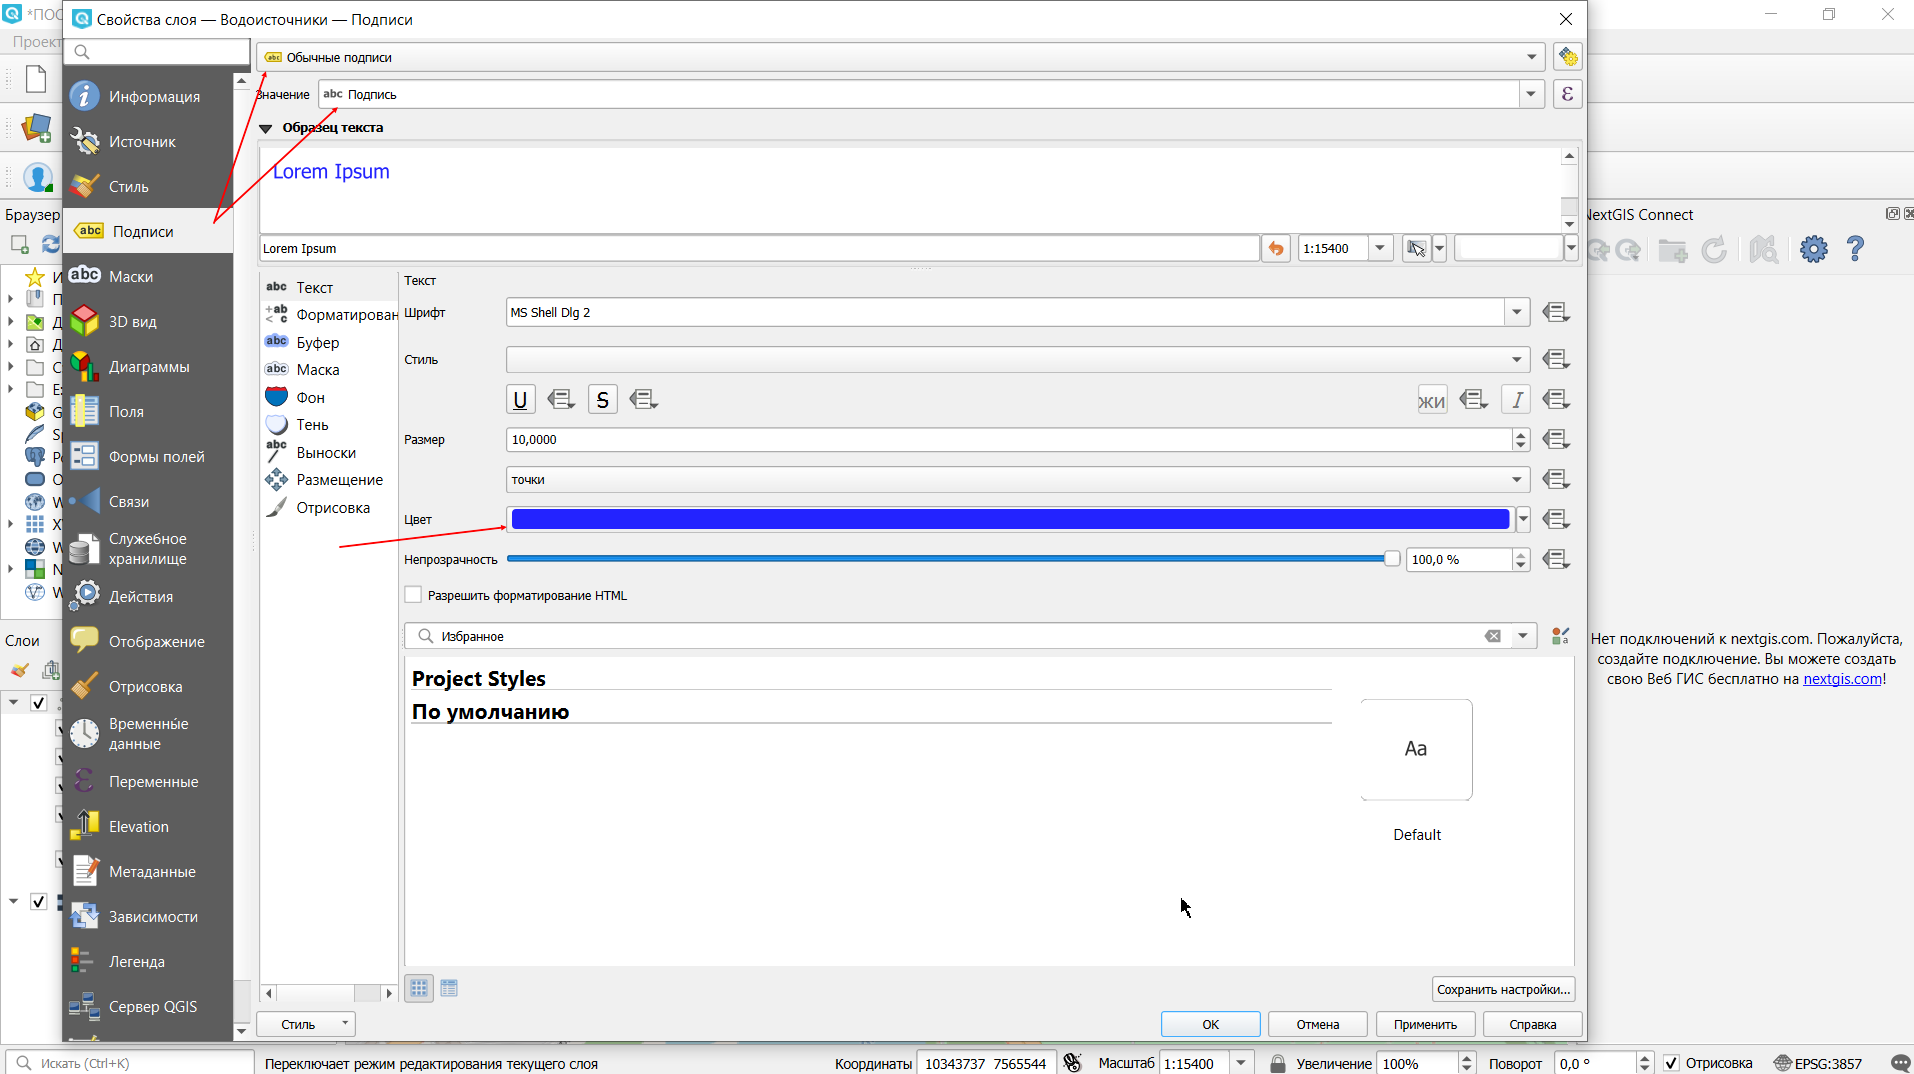 *ПОС
Свойства слоя — Водоисточники — Подписи
Проект
Обычные подписи
Значение
abc Подпись
ε
Образец текста
Lorem Ipsum
Lorem Ipsum
1:15400
Информация
Источник
Стиль
abc Подписи
abc Маски
3D вид
Диаграммы
Поля
Формы полей
Связи
Служебное
хранилище
Действия
Отображение
Отрисовка
Временные
данные
Переменные
Elevation
Метаданные
Зависимости
Легенда
Сервер QGIS
Браузер
Слои
abc Текст
Форматирован
abc Буфер
abc Маска
Фон
Тень
abc Выноски
Размещение
Отрисовка
Текст
Шрифт
MS Shell Dlg 2
Стиль
U
S
ЖИ
I
Размер
10,0000
точки
Цвет
Непрозрачность
100,0 %
Разрешить форматирование HTML
Избранное
Project Styles
По умолчанию
Aa
Default
Сохранить настройки...
Стиль
OK
Отмена
Применить
Справка
NextGIS Connect
Нет подключений к nextgis.com. Пожалуйста,
создайте подключение. Вы можете создать
свою Веб ГИС бесплатно на nextgis.com!
Искать (Ctrl+K)
Переключает режим редактирования текущего слоя
Координаты
10343737 7565544
Масштаб
1:15400
Увеличение
100%
Поворот
0,0 °
Отрисовка
EPSG:3857